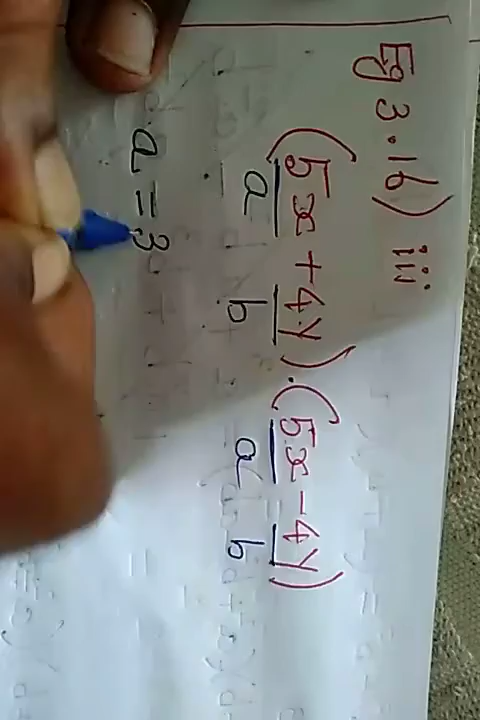 Eg 3.16) iii
(5x + 4y).(5x - 4y)
a b a b
a = 3